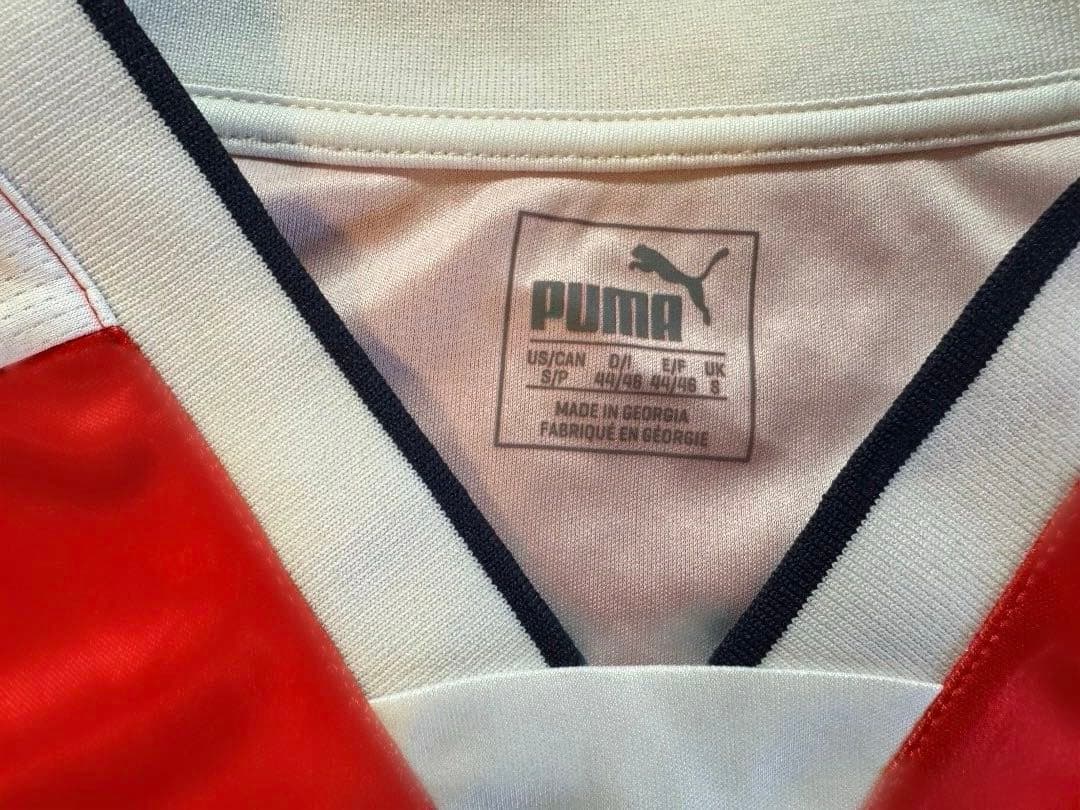 PUMA
US/CAN D/I E/F UK
S/P 44/46 44/46 S
MADE IN GEORGIA
FABRIQUÉ EN GÉORGIE